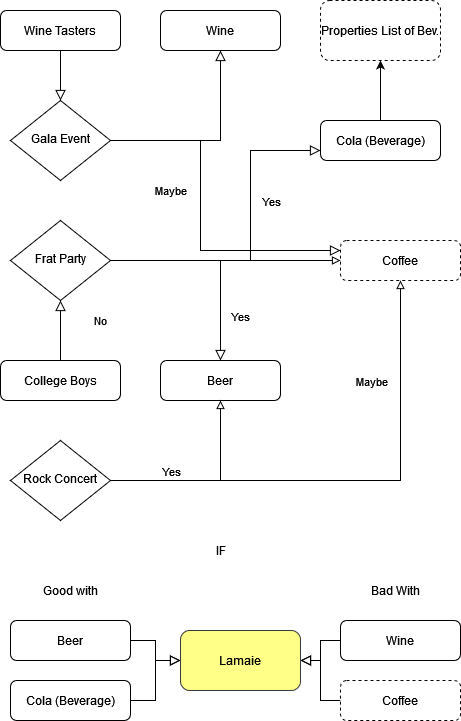 Wine Tasters
Wine
Properties List of Bev.
Gala Event
Cola (Beverage)
Maybe
Yes
Frat Party
Coffee
No
Yes
College Boys
Beer
Maybe
Rock Concert
Yes
IF
Good with
Bad With
Beer
Lamaie
Wine
Cola (Beverage)
Coffee